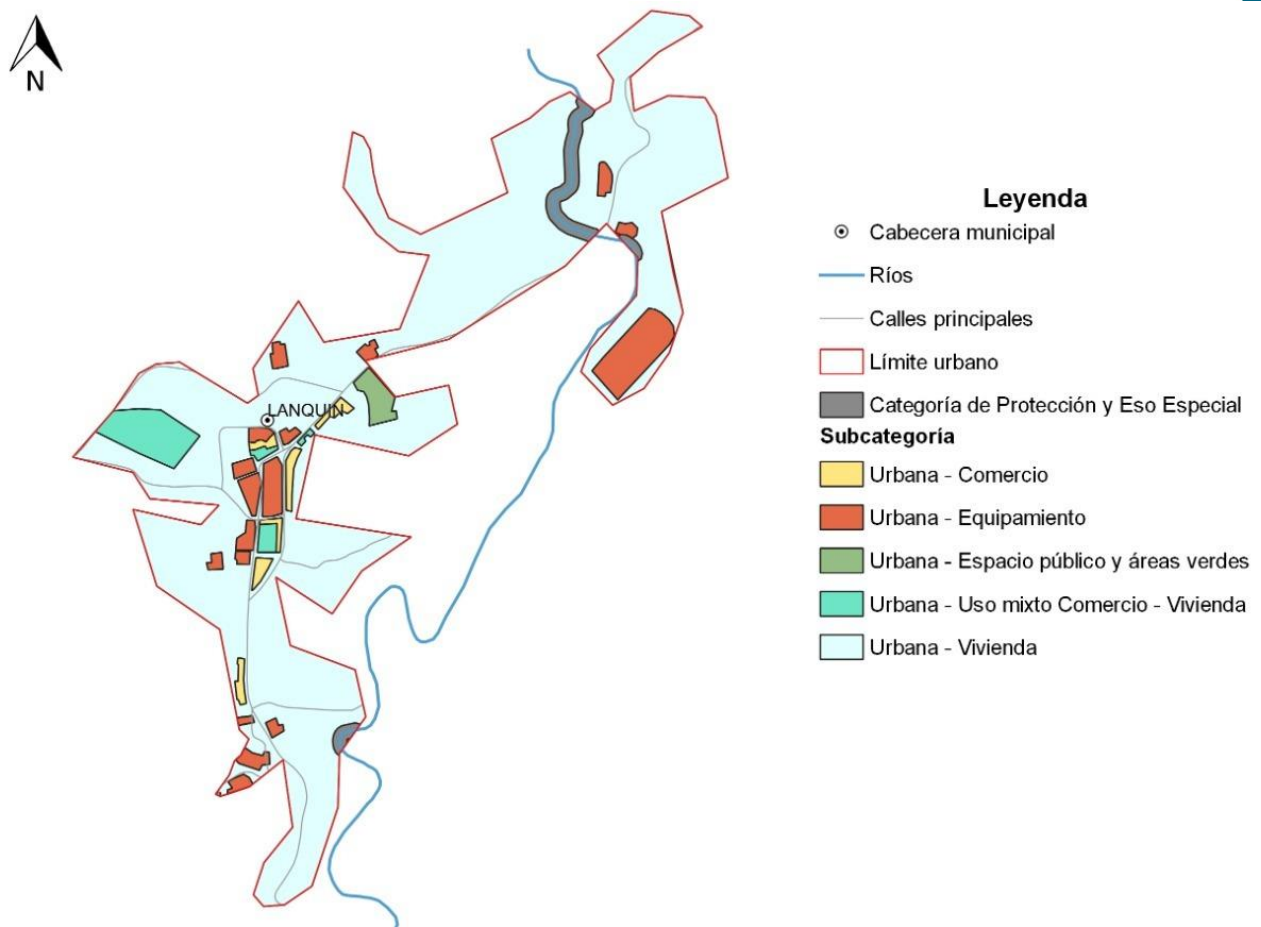 N
LANQUIN
Leyenda
Cabecera municipal
Ríos
Calles principales
Límite urbano
Categoría de Protección y Eso Especial
Subcategoría
Urbana - Comercio
Urbana - Equipamiento
Urbana - Espacio público y áreas verdes
Urbana - Uso mixto Comercio - Vivienda
Urbana - Vivienda